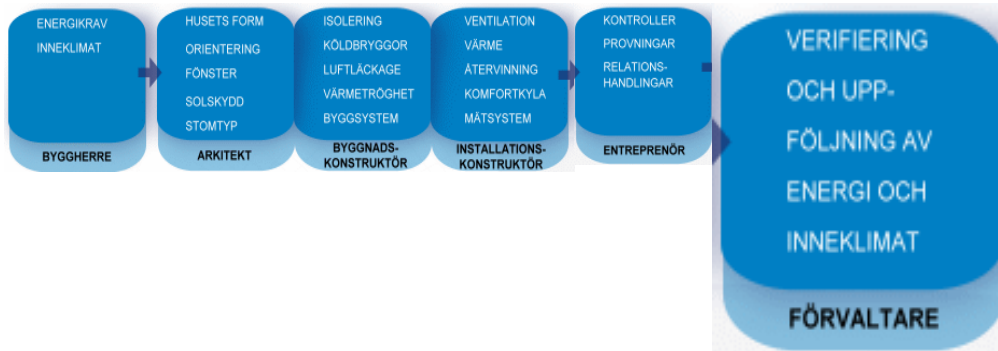 ENERGIKRAV
INNEKLIMAT
BYGGHERRE
HUSETS FORM
ORIENTERING
FÖNSTER
SOLSKYDD
STOMTYP
ARKITEKT
ISOLERING
KÖLDBRYGGOR
LUFTLÄCKAGE
VÄRMETRÖGHET
BYGGSYSTEM
BYGGNADS-
KONSTRUKTÖR
VENTILATION
VÄRME
ÅTERVINNING
KOMFORTKYLA
MÄTSYSTEM
INSTALLATIONS-
KONSTRUKTÖR
KONTROLLER
PROVNINGAR
RELATIONS-
HANDLINGAR
ENTREPRENÖR
VERIFIERING
OCH UPP-
FÖLJNING AV
ENERGI OCH
INNEKLIMAT
FÖRVALTARE